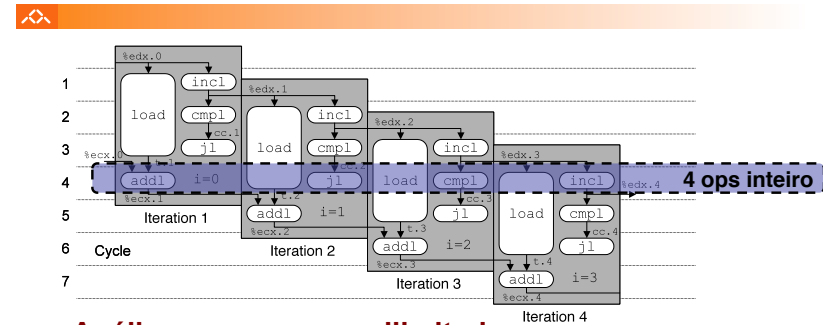 %edx.0
1
incl
%edx.1
load
2
cmpl
incl
%edx.2
cc.1
load
3
jl
cmpl
incl
%edx.3
%ecx.0
t.1
cc.2
load
4
addl
i=0
jl
cmpl
incl
4 ops inteiro
%ecx.1
t.2
cc.3
load
%edx.4
5
addl
i=1
jl
cmpl
Iteration 1
%ecx.2
t.3
cc.4
6
Cycle
Iteration 2
addl
i=2
jl
%ecx.3
t.4
7
Iteration 3
addl
i=3
%ecx.4
Iteration 4